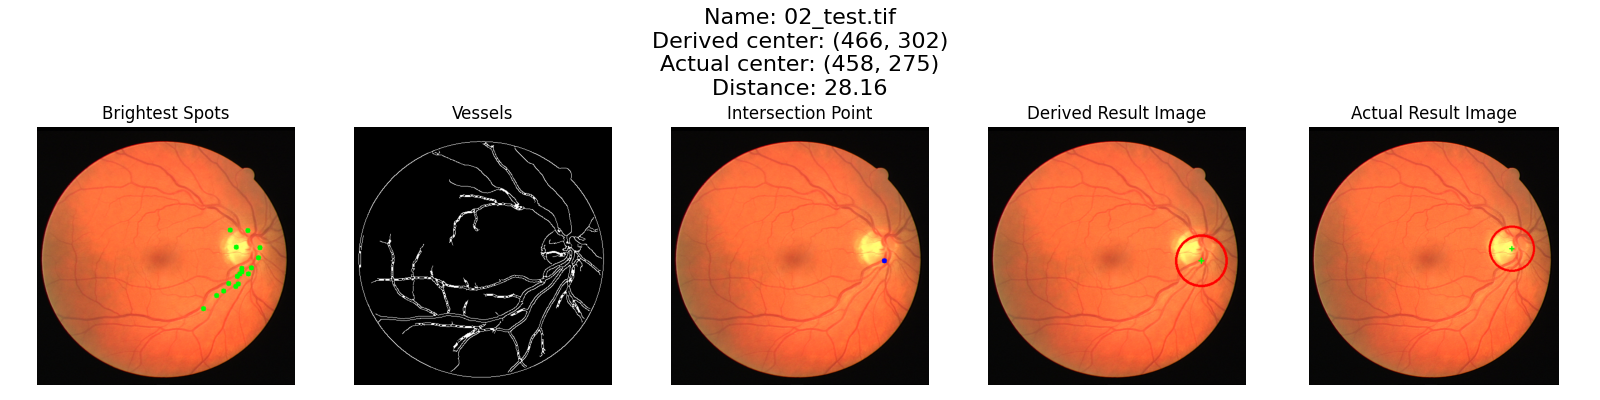 Name: 02_test.tif
Derived center: (466, 302)
Actual center: (458, 275)
Distance: 28.16
Brightest Spots
Vessels
Intersection Point
Derived Result Image
Actual Result Image